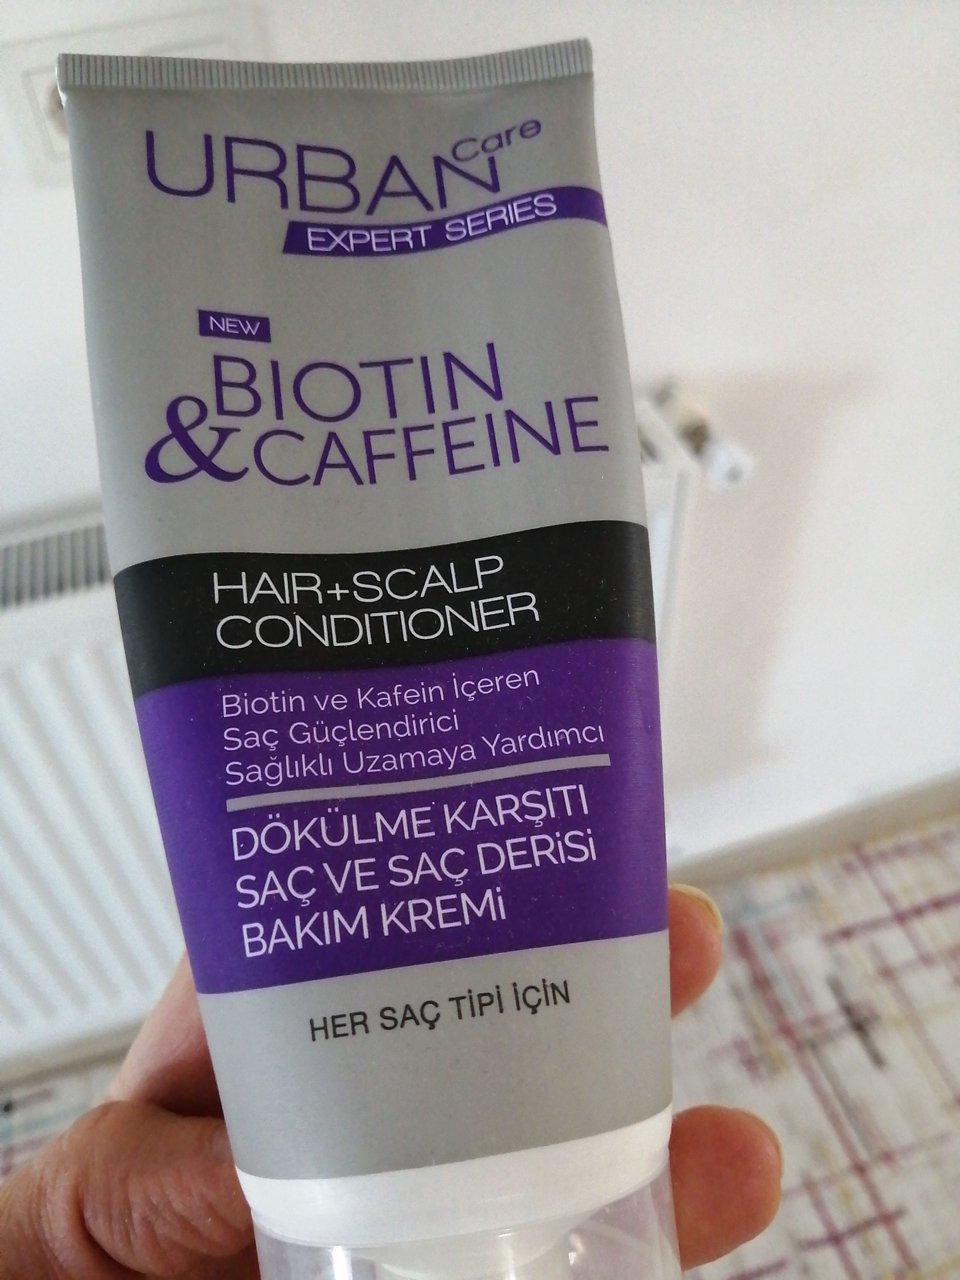 URBAN Care
EXPERT SERIES
NEW
BIOTIN
& CAFFEINE
HAIR+SCALP
CONDITIONER
Biotin ve Kafein İçeren
Saç Güçlendirici
Sağlıklı Uzamaya Yardımcı
DÖKÜLME KARŞITI
SAÇ VE SAÇ DERİSİ
BAKIM KREMİ
HER SAÇ TİPİ İÇİN